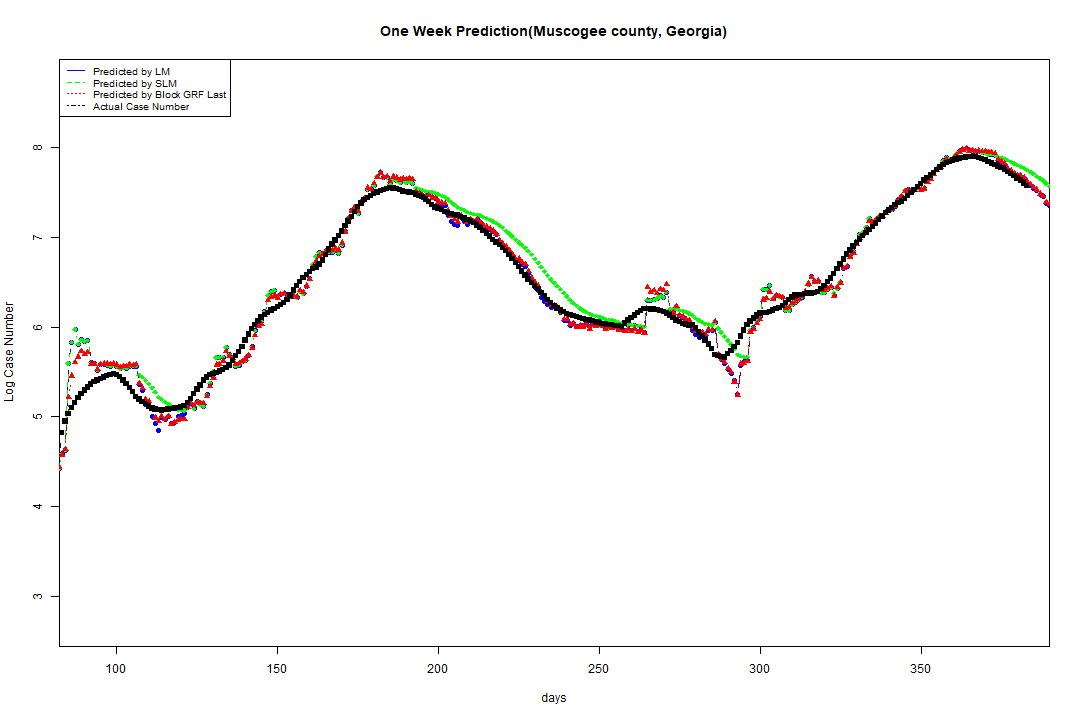 One Week Prediction(Muscogee county, Georgia)
Predicted by LM
Predicted by SLM
Predicted by Block GRF Last
Actual Case Number
8
7
6
5
4
3
Log Case Number
100 150 200 250 300 350
days